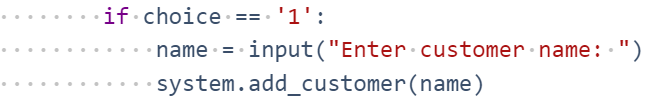 if choice == '1':
            name = input("Enter customer name: ")
            system.add_customer(name)